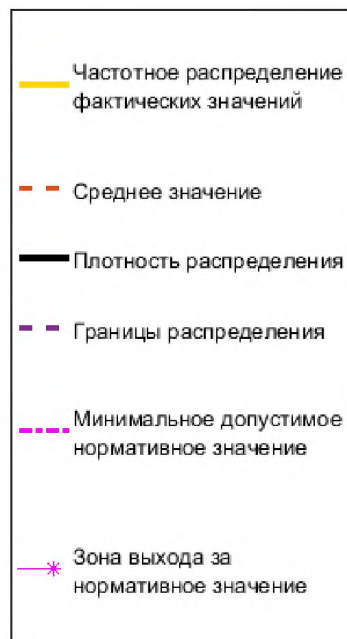 Частотное распределение
фактических значений
Среднее значение
Плотность распределения
Границы распределения
Минимальное допустимое
нормативное значение
Зона выхода за
нормативное значение